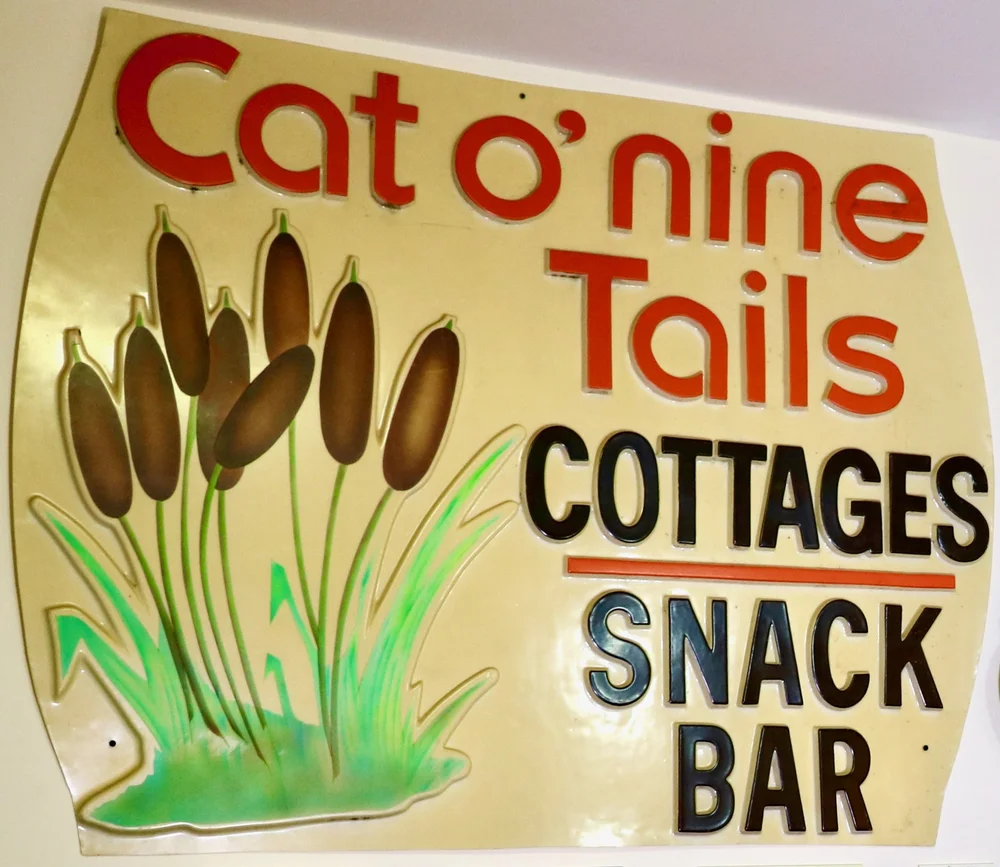 Cat o' nine
Tails
COTTAGES
SNACK
BAR